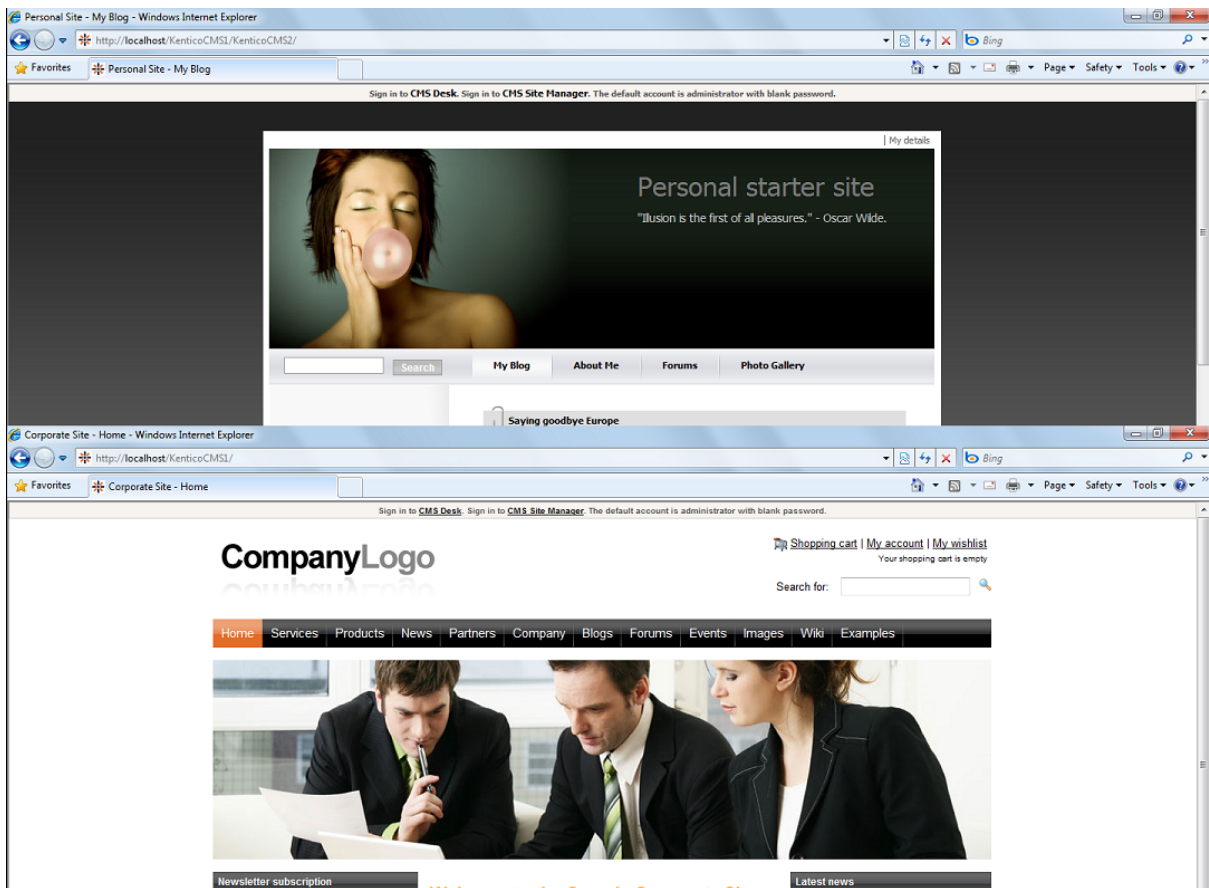 Personal Site - My Blog - Windows Internet Explorer
http://localhost/KenticoCMS1/KenticoCMS2/
Bing
Favorites
Personal Site - My Blog
Page
Safety
Tools
Sign in to CMS Desk. Sign in to CMS Site Manager. The default account is administrator with blank password.
| My details
Personal starter site
"Illusion is the first of all pleasures." - Oscar Wilde.
Search
My Blog
About Me
Forums
Photo Gallery
Saying goodbye Europe
Corporate Site - Home - Windows Internet Explorer
http://localhost/KenticoCMS1/
Bing
Favorites
Corporate Site - Home
Page
Safety
Tools
Sign in to CMS Desk. Sign in to CMS Site Manager. The default account is administrator with blank password.
CompanyLogo
Shopping cart | My account | My wishlist
Your shopping cart is empty
Search for:
Home Services Products News Partners Company Blogs Forums Events Images Wiki Examples
Newsletter subscription
Latest news